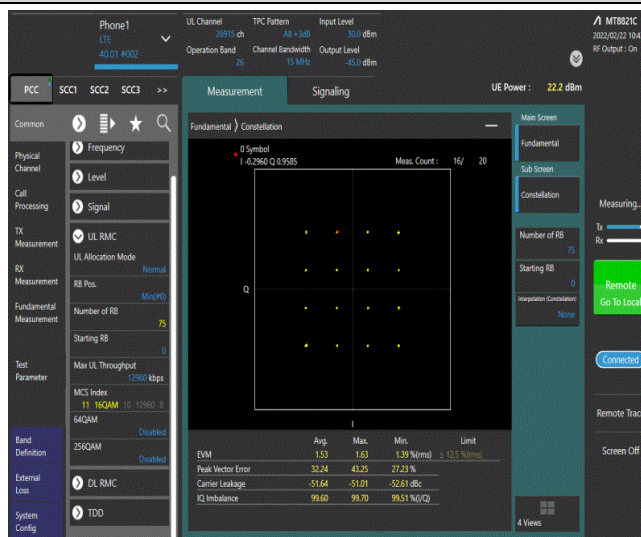 Phone1
LTE
40.01 #002
UL Channel
26915 ch
TPC Pattern
All +3dB
Input Level
30.0 dBm
Operation Band
26
Channel Bandwidth
15 MHz
Output Level
-45.0 dBm
MT8821C
2022/02/22 10:4
RF Output : On
PCC SCC1 SCC2 SCC3 >>
Measurement
Signaling
UE Power : 22.2 dBm
Common
Physical
Channel
Call
Processing
TX
Measurement
RX
Measurement
Fundamental
Measurement
Test
Parameter
Band
Definition
External
Loss
System
Config
Frequency
Level
Signal
UL RMC
UL Allocation Mode
Normal
RB Pos.
Min(#0)
Number of RB
75
Starting RB
0
Max UL Throughput
12960 kbps
MCS Index
11 16QAM 10 12960 8
64QAM
Disabled
256QAM
Disabled
DL RMC
TDD
Fundamental
Constellation
0 Symbol
I -0.2960 Q 0.9585
Meas. Count : 16/ 20
Q
I
Avg. Max. Min. Limit
EVM 1.53 1.63 1.39 %(rms) ≤ 12.5 %(rms)
Peak Vector Error 32.24 43.25 27.23 %
Carrier Leakage -51.64 -51.01 -52.61 dBc
IQ Imbalance 99.60 99.70 99.51 %(I/Q)
Main Screen
Fundamental
Sub Screen
Constellation
Number of RB
75
Starting RB
0
Interpolation (Constellation)
None
4 Views
Measuring..
Tx
Rx
Remote
Go To Local
Connected
Remote Trac
Screen Off